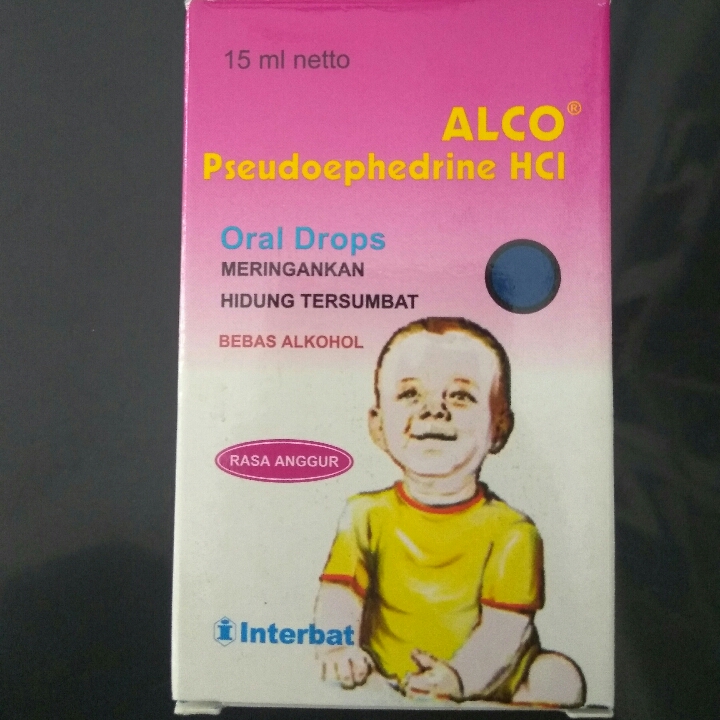 15 ml netto
ALCO®
Pseudoephedrine HCl
Oral Drops
MERINGANKAN
HIDUNG TERSUMBAT
BEBAS ALKOHOL
RASA ANGGUR
Interbat